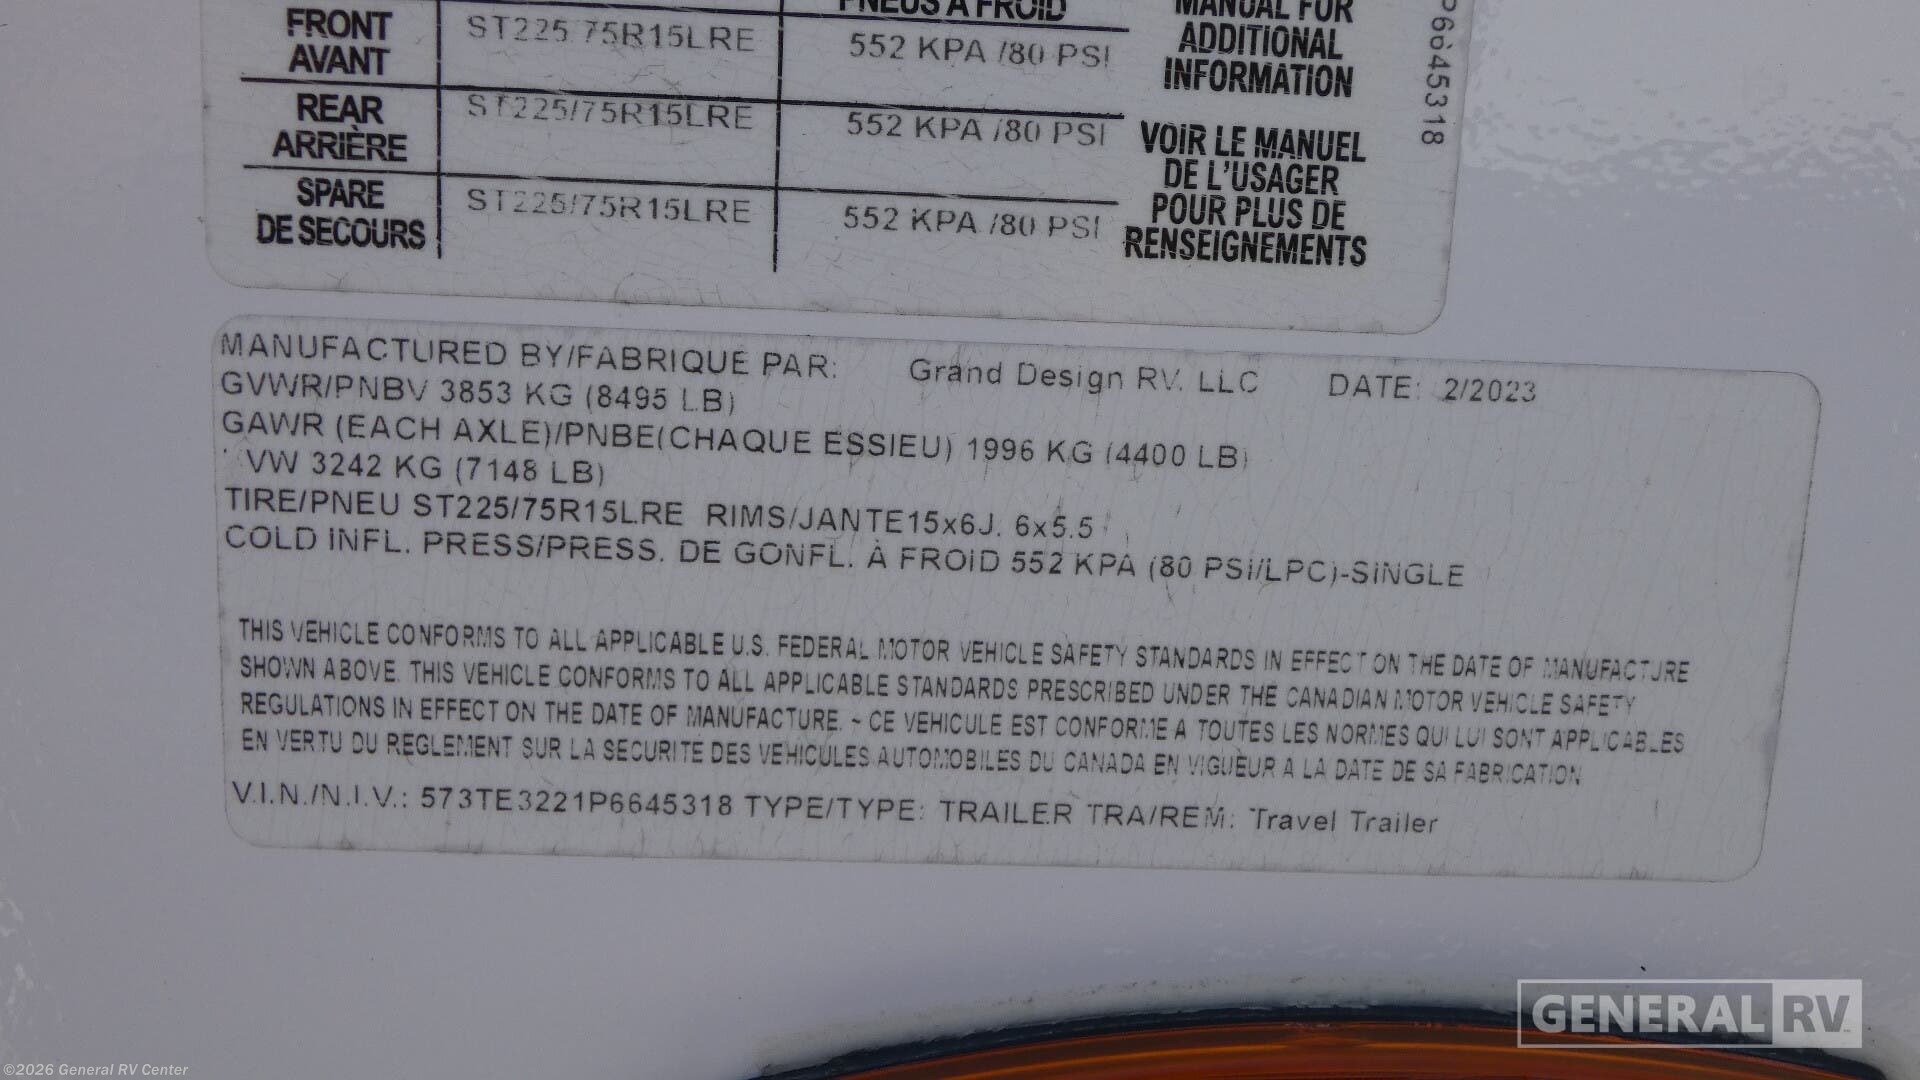 PNEUS À FROID
MANUAL FOR
ADDITIONAL
INFORMATION
FRONT
AVANT
ST225/75R15LRE
552 KPA /80 PSI
REAR
ARRIÈRE
ST225/75R15LRE
552 KPA /80 PSI
SPARE
DE SECOURS
ST225/75R15LRE
552 KPA /80 PSI
VOIR LE MANUEL
DE L'USAGER
POUR PLUS DE
RENSEIGNEMENTS
P6645318
MANUFACTURED BY/FABRIQUE PAR: Grand Design RV, LLC DATE: 2/2023
GVWR/PNBV 3853 KG (8495 LB)
GAWR (EACH AXLE)/PNBE(CHAQUE ESSIEU) 1996 KG (4400 LB)
VW 3242 KG (7148 LB)
TIRE/PNEU ST225/75R15LRE RIMS/JANTE15x6J, 6x5.5
COLD INFL. PRESS/PRESS. DE GONFL. À FROID 552 KPA (80 PSI/LPC)-SINGLE
THIS VEHICLE CONFORMS TO ALL APPLICABLE U.S. FEDERAL MOTOR VEHICLE SAFETY STANDARDS IN EFFECT ON THE DATE OF MANUFACTURE
SHOWN ABOVE. THIS VEHICLE CONFORMS TO ALL APPLICABLE STANDARDS PRESCRIBED UNDER THE CANADIAN MOTOR VEHICLE SAFETY
REGULATIONS IN EFFECT ON THE DATE OF MANUFACTURE. ~ CE VEHICULE EST CONFORME A TOUTES LES NORMES QUI LUI SONT APPLICABLES
EN VERTU DU REGLEMENT SUR LA SECURITE DES VEHICULES AUTOMOBILES DU CANADA EN VIGUEUR A LA DATE DE SA FABRICATION
V.I.N./N.I.V.: 573TE3221P6645318 TYPE/TYPE: TRAILER TRA/REM: Travel Trailer
GENERAL RV
©2026 General RV Center